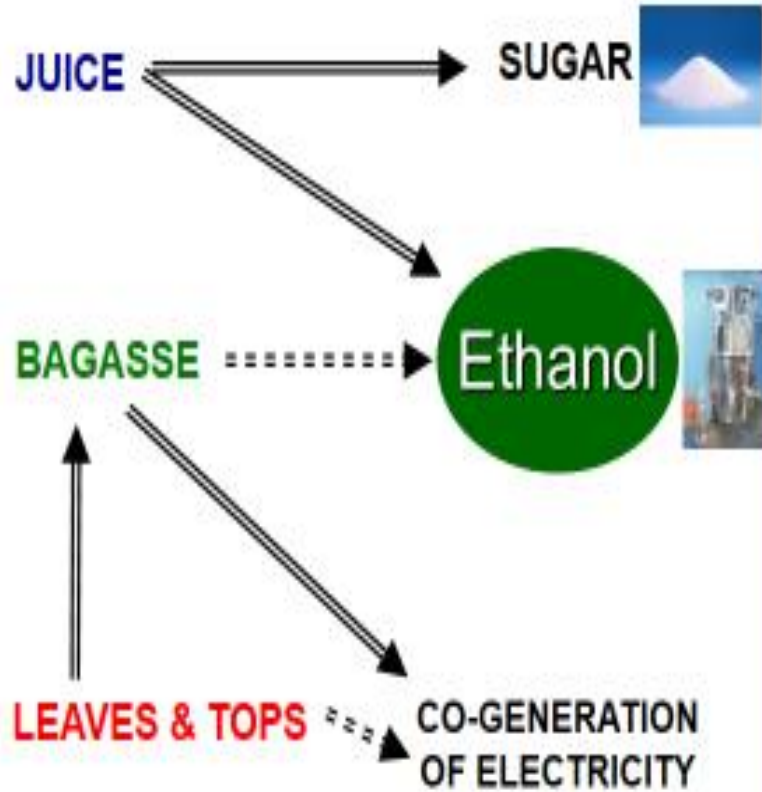 JUICE
SUGAR
BAGASSE
Ethanol
LEAVES & TOPS
CO-GENERATION
OF ELECTRICITY